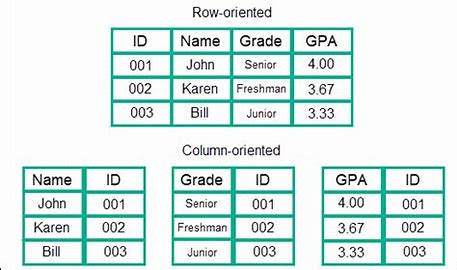 Row-oriented
ID Name Grade GPA
001 John Senior 4.00
002 Karen Freshman 3.67
003 Bill Junior 3.33
Column-oriented
Name ID Grade ID GPA ID
John 001 Senior 001 4.00 001
Karen 002 Freshman 002 3.67 002
Bill 003 Junior 003 3.33 003